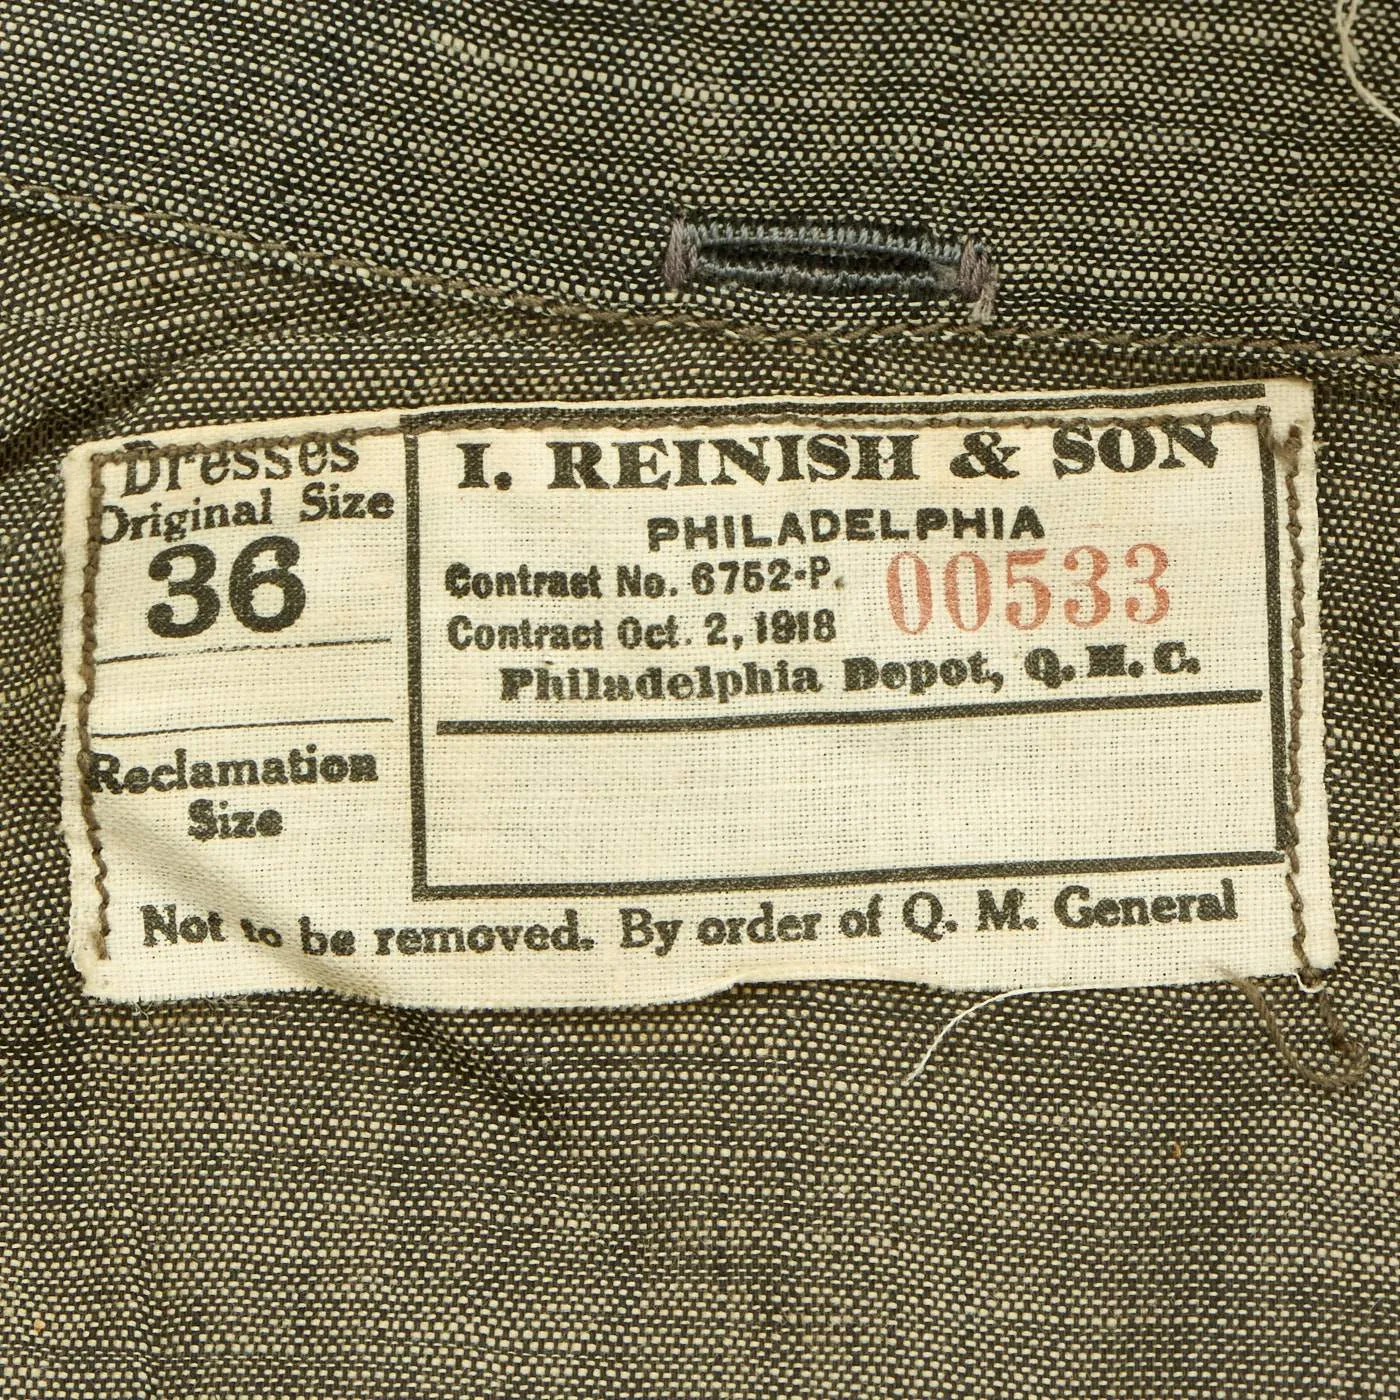 Dresses
Original Size
36
Reclamation
Size
I. REINISH & SON
PHILADELPHIA
Contract No. 6752-P. 00533
Contract Oct. 2, 1918
Philadelphia Depot, Q. M. C.
Not to be removed. By order of Q. M. General